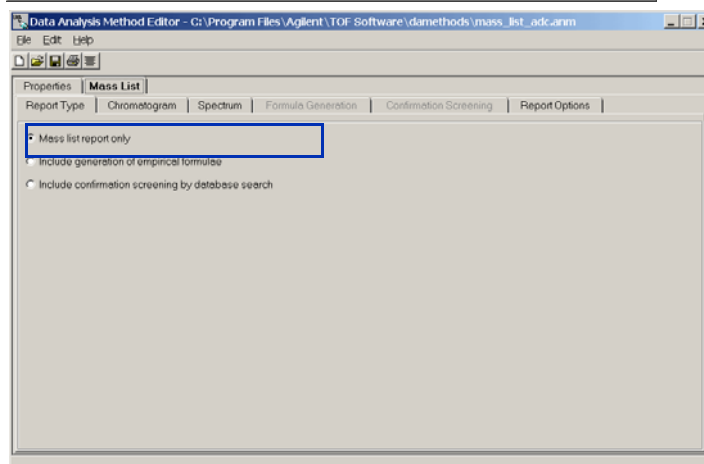 Data Analysis Method Editor - C:\Program Files\Agilent\TOF Software\damethods\mass_list_adc.anm
File Edit Help
Properties Mass List
Report Type Chromatogram Spectrum Formula Generation Confirmation Screening Report Options
Mass list report only
Include generation of empirical formulae
Include confirmation screening by database search